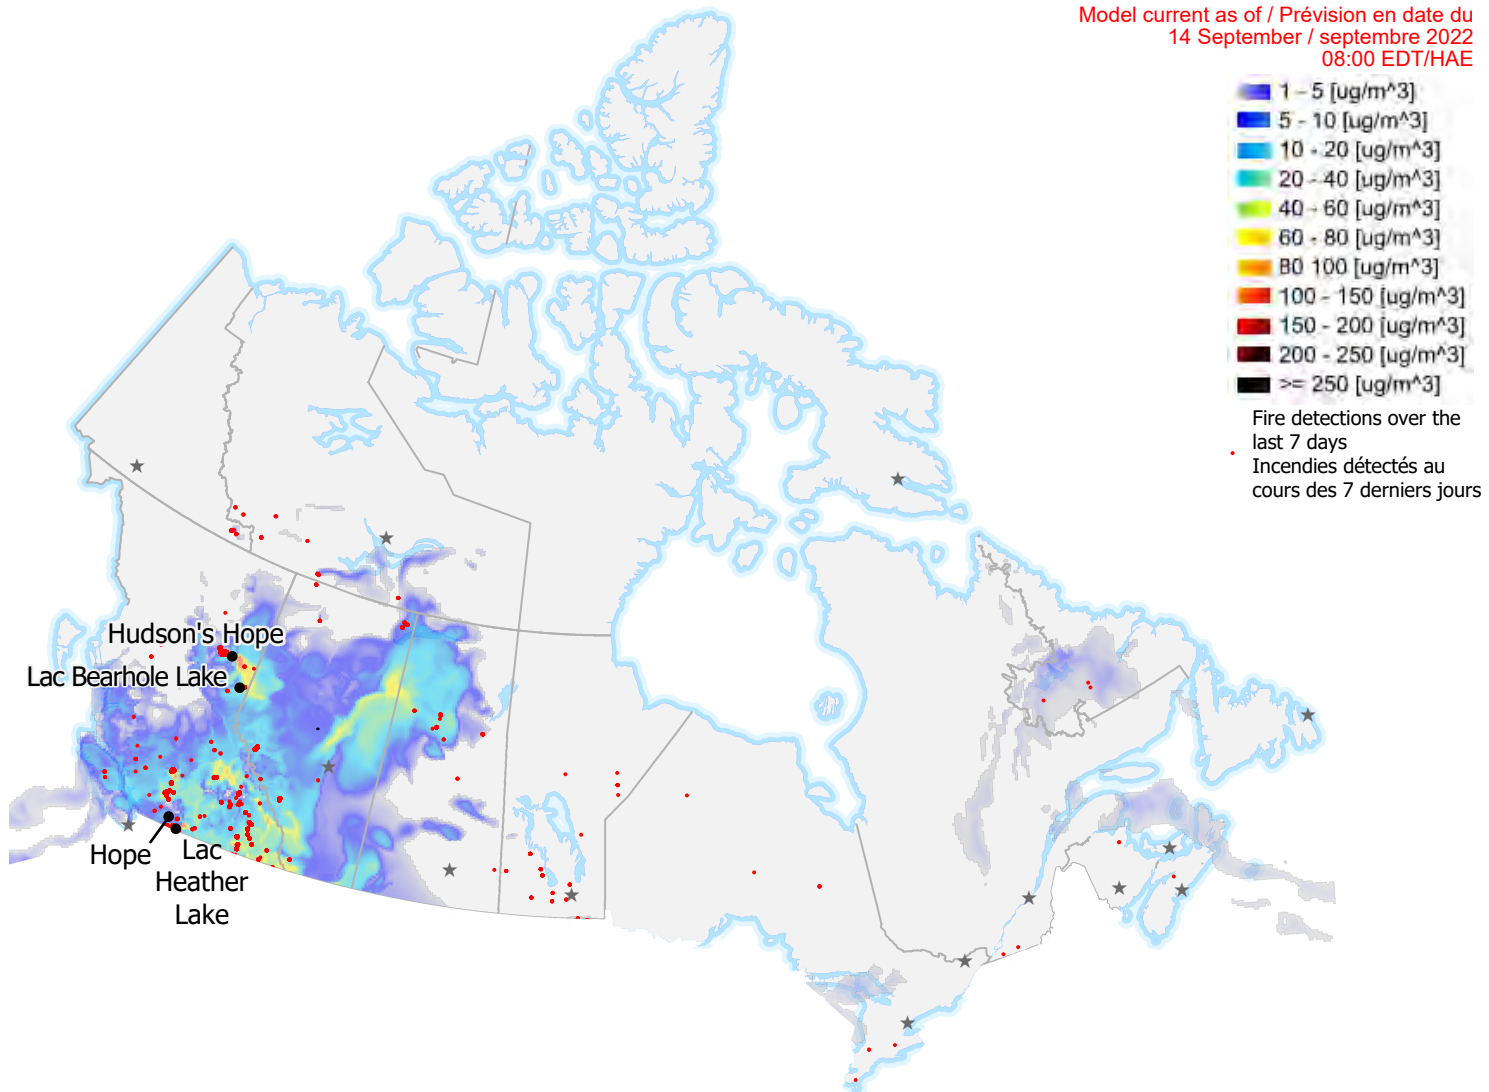 Model current as of / Prévision en date du
14 September / septembre 2022
08:00 EDT/HAE
1 - 5 [ug/m^3]
5 - 10 [ug/m^3]
10 - 20 [ug/m^3]
20 - 40 [ug/m^3]
40 - 60 [ug/m^3]
60 - 80 [ug/m^3]
80 100 [ug/m^3]
100 - 150 [ug/m^3]
150 - 200 [ug/m^3]
200 - 250 [ug/m^3]
>= 250 [ug/m^3]
Fire detections over the
last 7 days
Incendies détectés au
cours des 7 derniers jours
Hudson's Hope
Lac Bearhole Lake
Hope
Lac
Heather
Lake